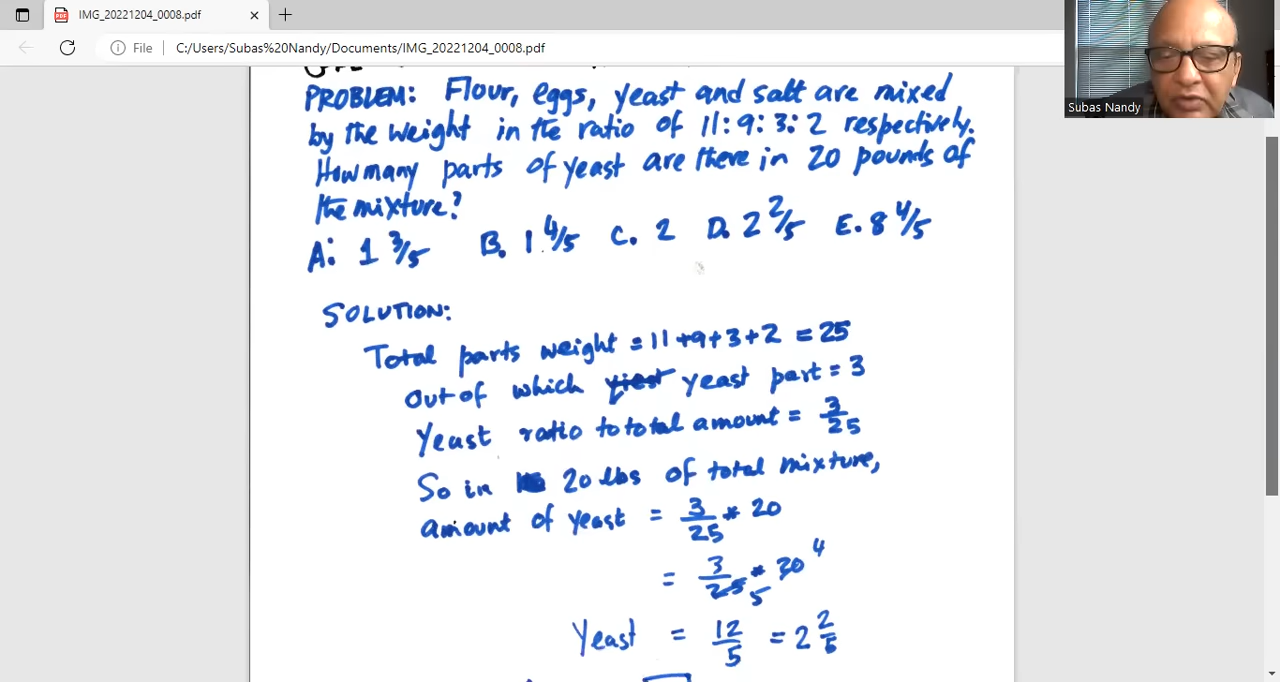 IMG_20221204_0008.pdf
File C:/Users/Subas%20Nandy/Documents/IMG_20221204_0008.pdf
Subas Nandy
PROBLEM: Flour, eggs, yeast and salt are mixed
by the weight in the ratio of 11:9:3:2 respectively.
How many parts of yeast are there in 20 pounds of
the mixture?
A: 1 3/5 B. 1 4/5 C. 2 D. 2 2/5 E. 8 4/5
SOLUTION:
Total parts weight = 11+9+3+2 = 25
Out of which yeast part = 3
Yeast ratio to total amount = 3/25
So in 20 lbs of total mixture,
amount of yeast = 3/25 * 20
= 3/25 * 30 4
5
Yeast = 12/5 = 2 2/5